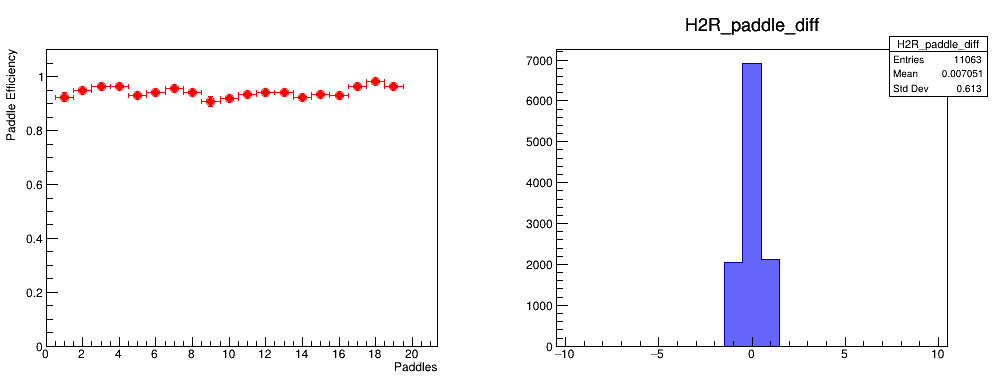 H2R_paddle_diff
Paddle Efficiency
1
0.8
0.6
0.4
0.2
0
0 2 4 6 8 10 12 14 16 18 20
Paddles
H2R_paddle_diff
Entries 11063
Mean 0.007051
Std Dev 0.613
7000
6000
5000
4000
3000
2000
1000
0
−10 −5 0 5 10